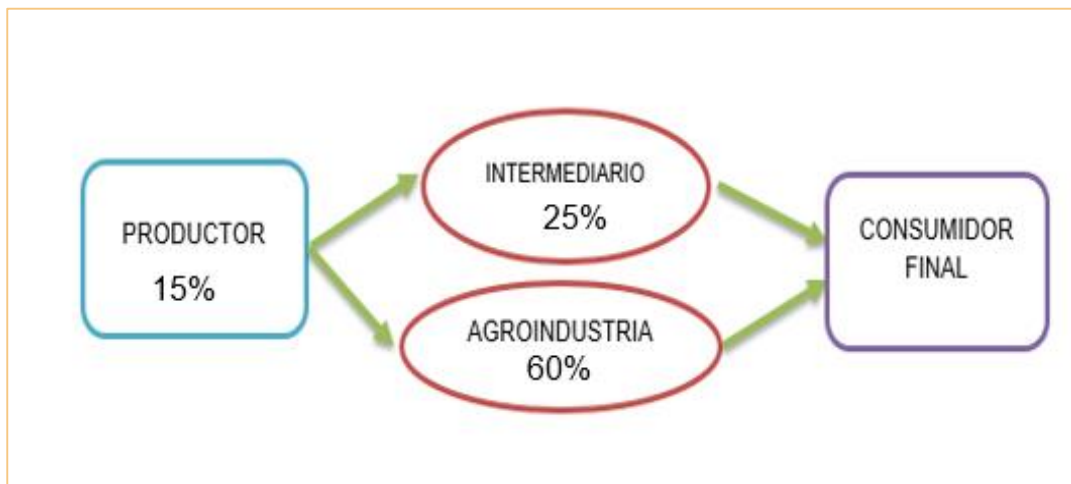 PRODUCTOR
15%
INTERMEDIARIO
25%
AGROINDUSTRIA
60%
CONSUMIDOR
FINAL